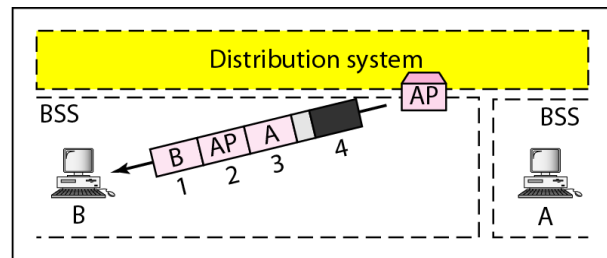 Distribution system
AP
BSS
BSS
B AP A
1 2 3 4
B
A